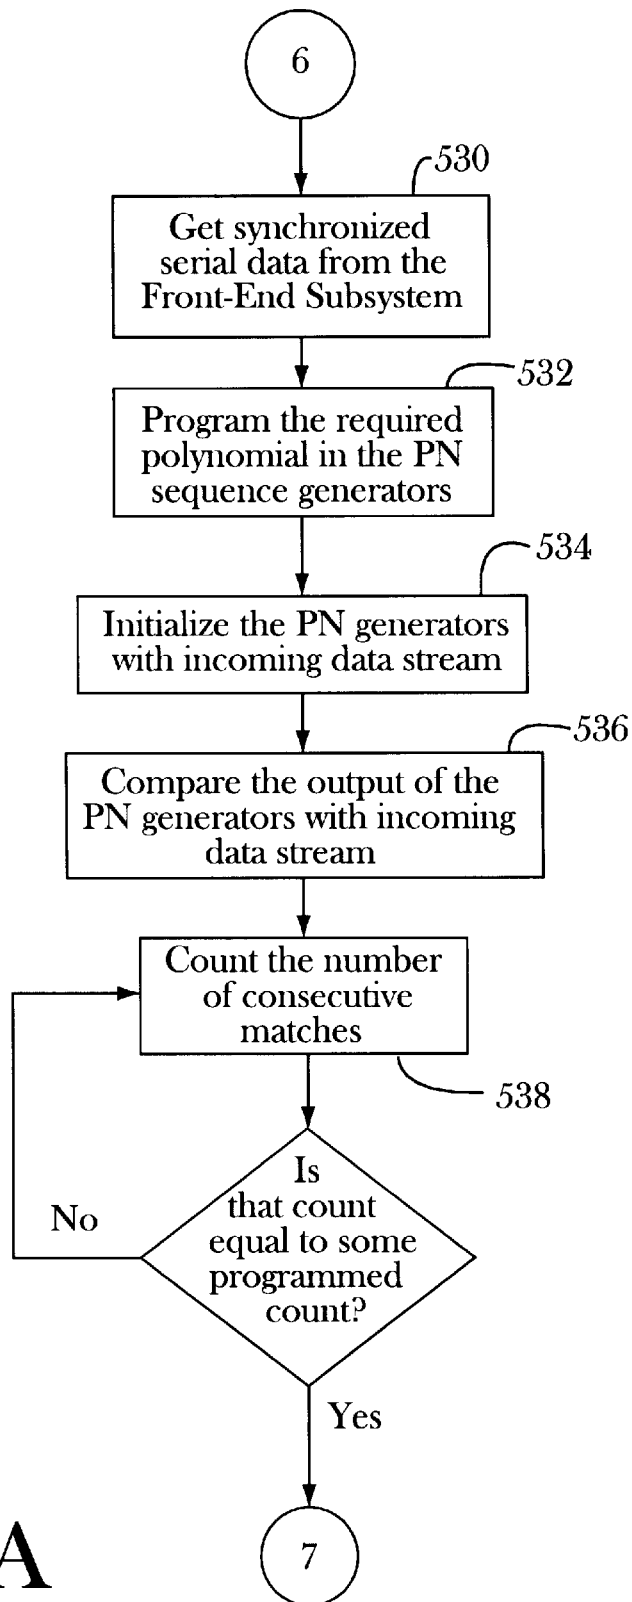 6
530
Get synchronized
serial data from the
Front-End Subsystem
532
Program the required
polynomial in the PN
sequence generators
534
Initialize the PN generators
with incoming data stream
536
Compare the output of the
PN generators with incoming
data stream
Count the number
of consecutive
matches
538
Is
that count
equal to some
programmed
count?
No
Yes
7
A